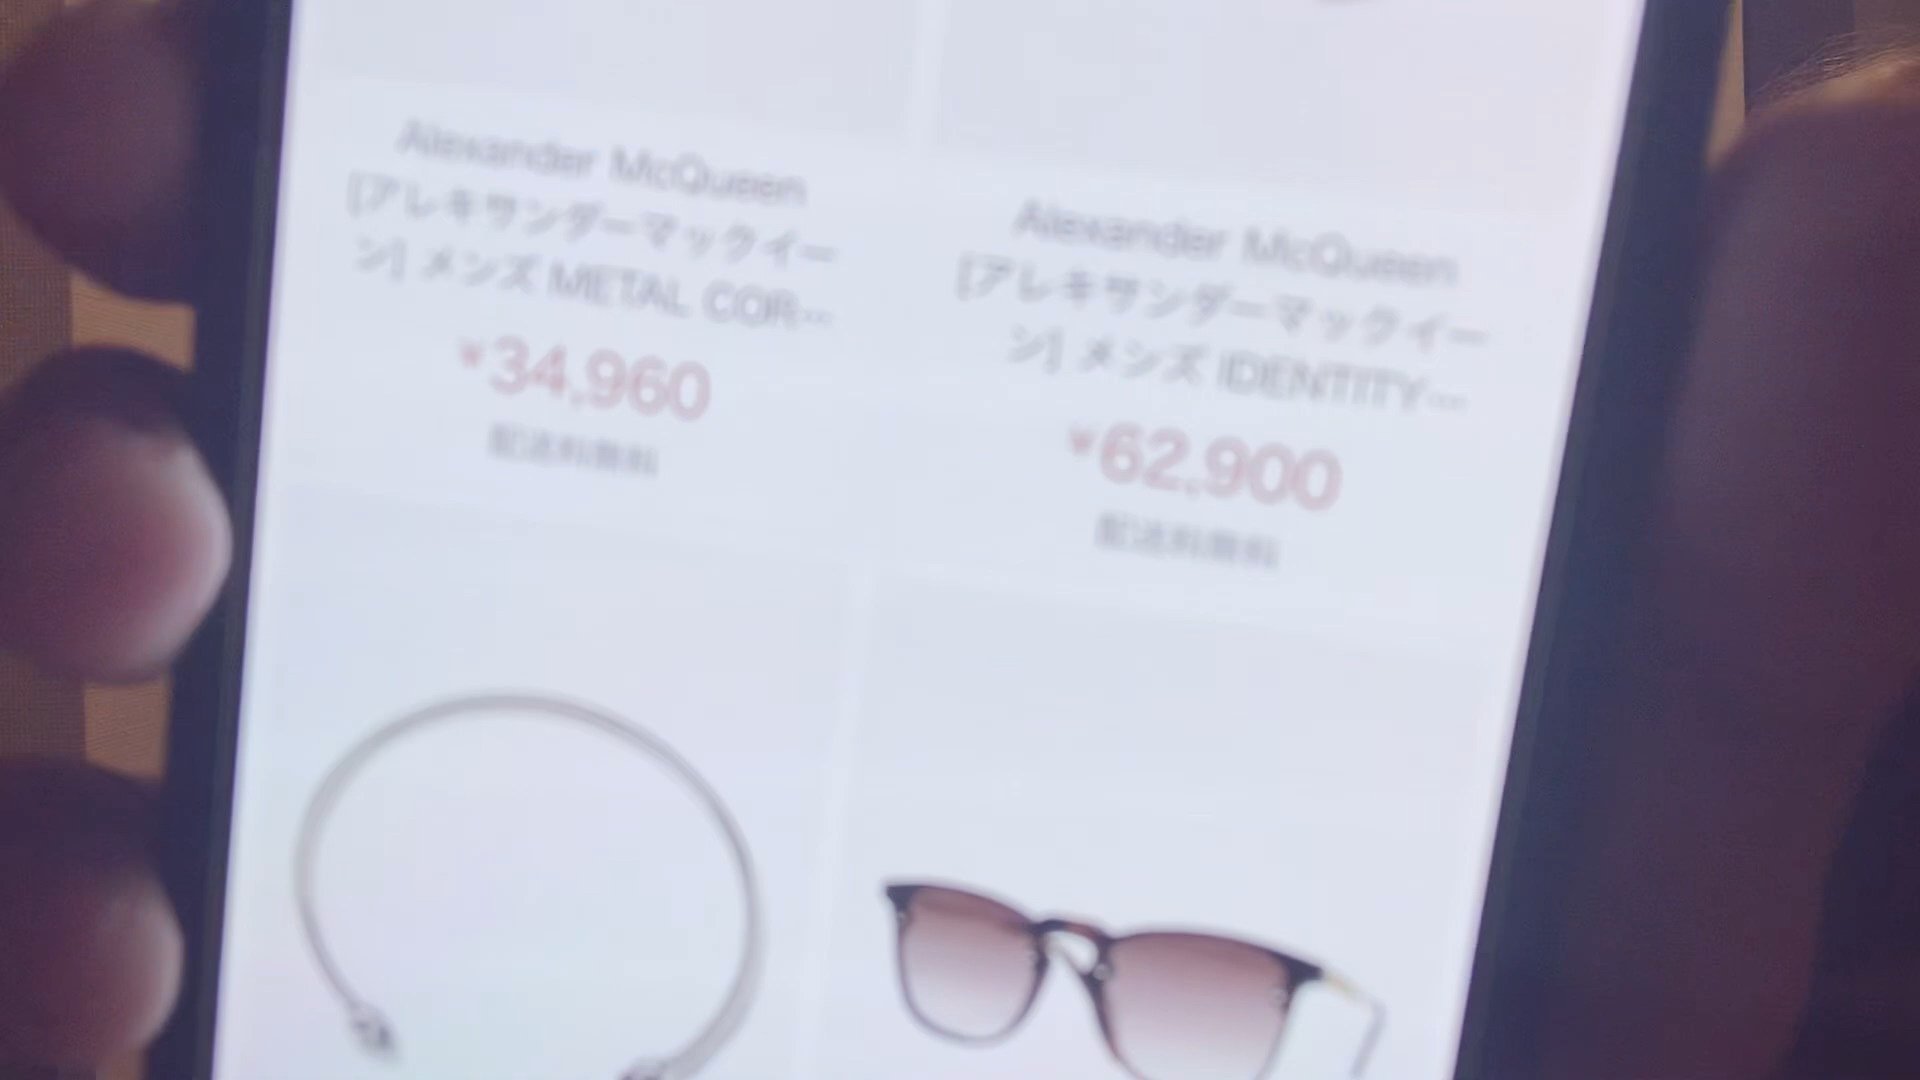 Alexander McQueen
[アレキサンダーマックイー
ン] メンズ METAL COR…
¥34,960
配送料無料
Alexander McQueen
[アレキサンダーマックイー
ン] メンズ IDENTITY…
¥62,900
配送料無料